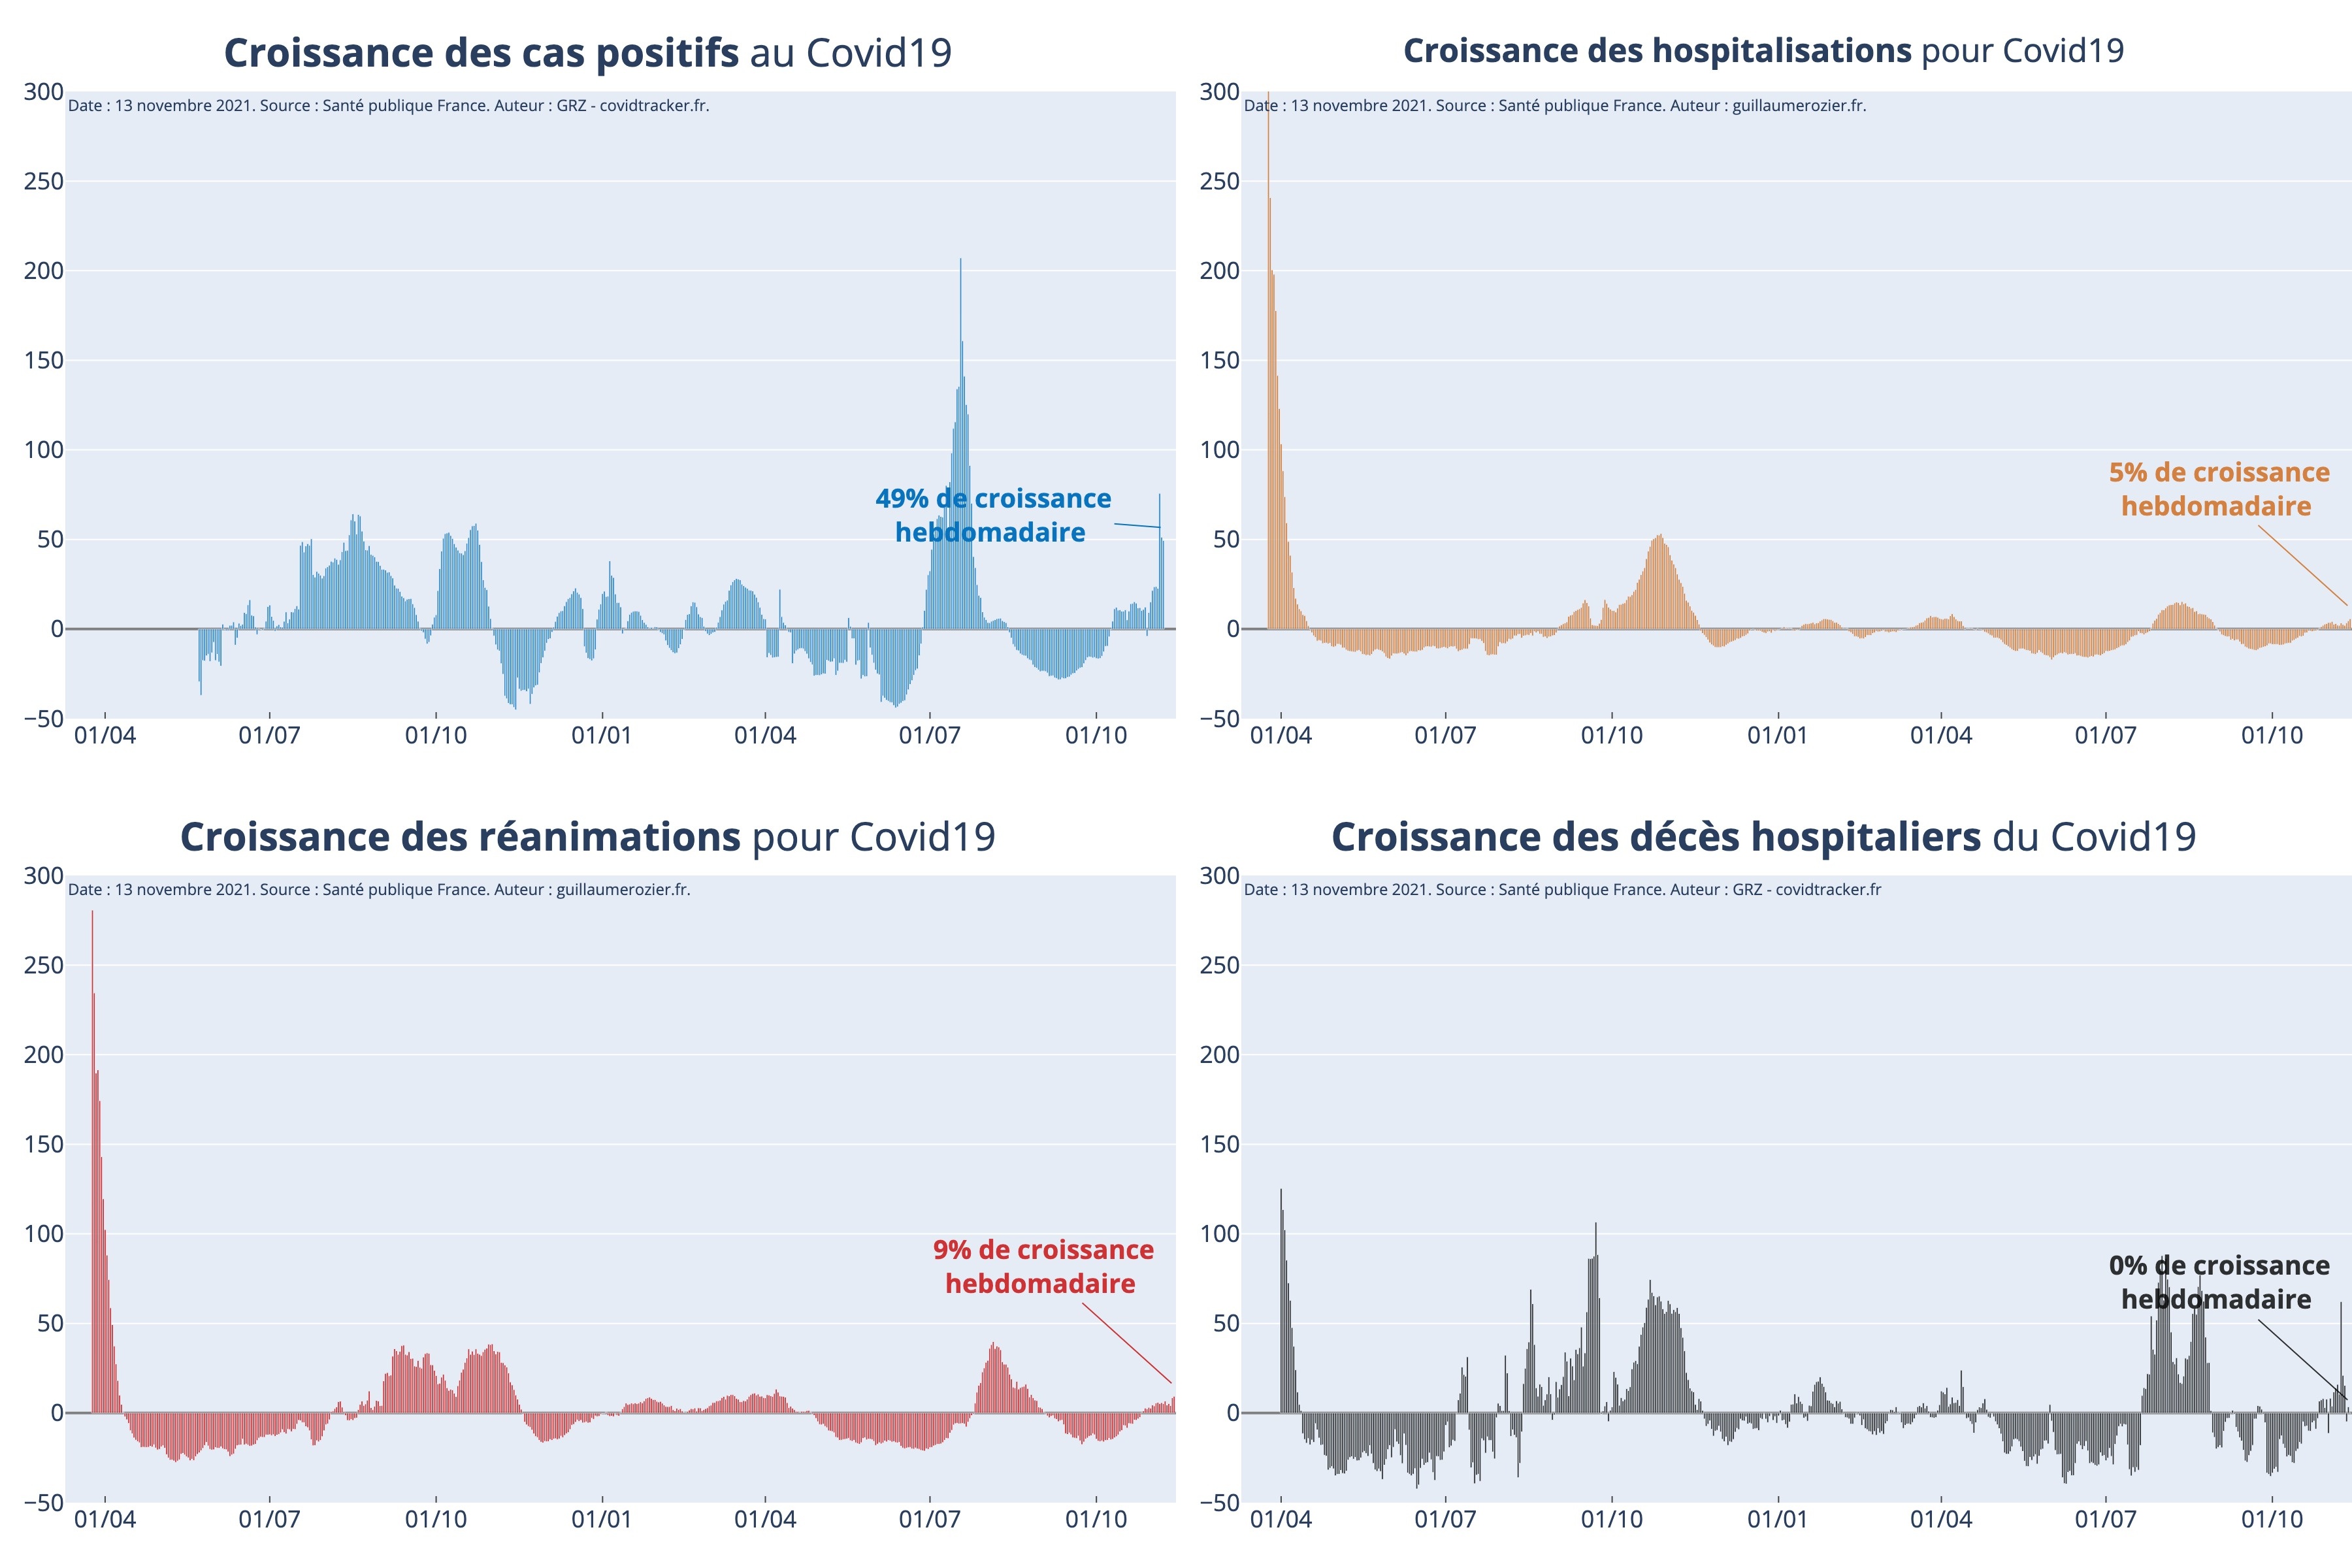 Croissance des cas positifs au Covid19
Date : 13 novembre 2021. Source : Santé publique France. Auteur : GRZ - covidtracker.fr.
300
250
200
150
100
50
0
−50
49% de croissance
hebdomadaire
01/04 01/07 01/10 01/01 01/04 01/07 01/10
Croissance des hospitalisations pour Covid19
Date : 13 novembre 2021. Source : Santé publique France. Auteur : guillaumerozier.fr.
300
250
200
150
100
50
0
−50
5% de croissance
hebdomadaire
01/04 01/07 01/10 01/01 01/04 01/07 01/10
Croissance des réanimations pour Covid19
Date : 13 novembre 2021. Source : Santé publique France. Auteur : guillaumerozier.fr.
300
250
200
150
100
50
0
−50
9% de croissance
hebdomadaire
01/04 01/07 01/10 01/01 01/04 01/07 01/10
Croissance des décès hospitaliers du Covid19
Date : 13 novembre 2021. Source : Santé publique France. Auteur : GRZ - covidtracker.fr
300
250
200
150
100
50
0
−50
0% de croissance
hebdomadaire
01/04 01/07 01/10 01/01 01/04 01/07 01/10